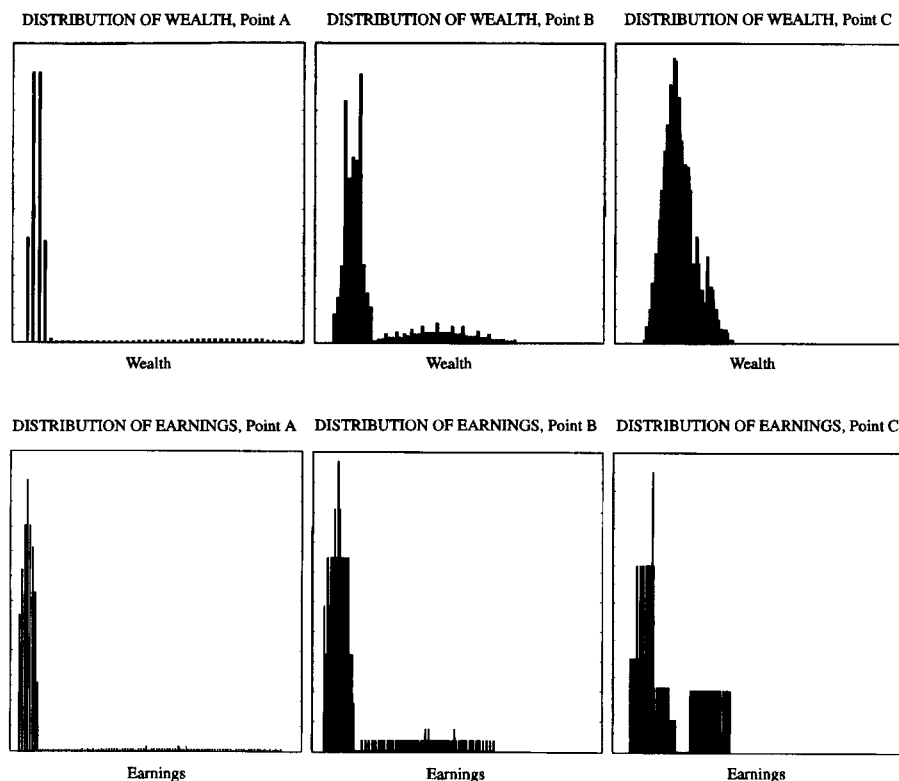 DISTRIBUTION OF WEALTH, Point A
DISTRIBUTION OF WEALTH, Point B
DISTRIBUTION OF WEALTH, Point C
Wealth
Wealth
Wealth
DISTRIBUTION OF EARNINGS, Point A
DISTRIBUTION OF EARNINGS, Point B
DISTRIBUTION OF EARNINGS, Point C
Earnings
Earnings
Earnings